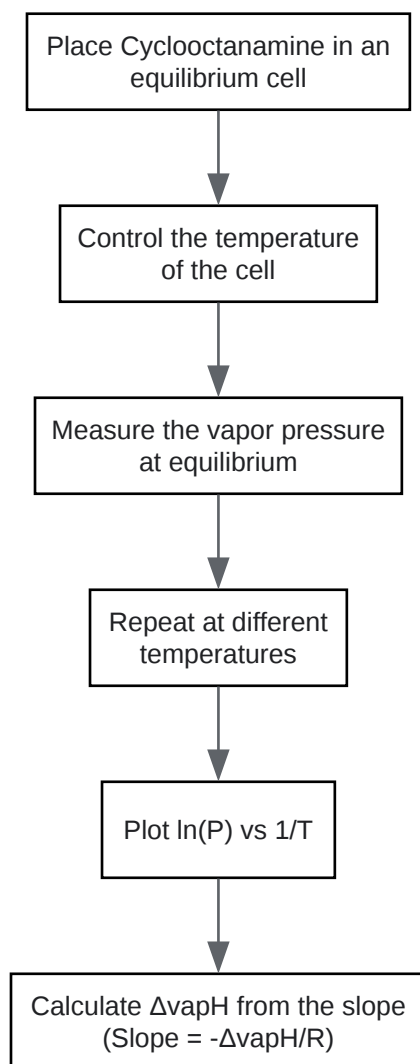 Place Cyclooctanamine in an
equilibrium cell
Control the temperature
of the cell
Measure the vapor pressure
at equilibrium
Repeat at different
temperatures
Plot ln(P) vs 1/T
Calculate ΔvapH from the slope
(Slope = -ΔvapH/R)